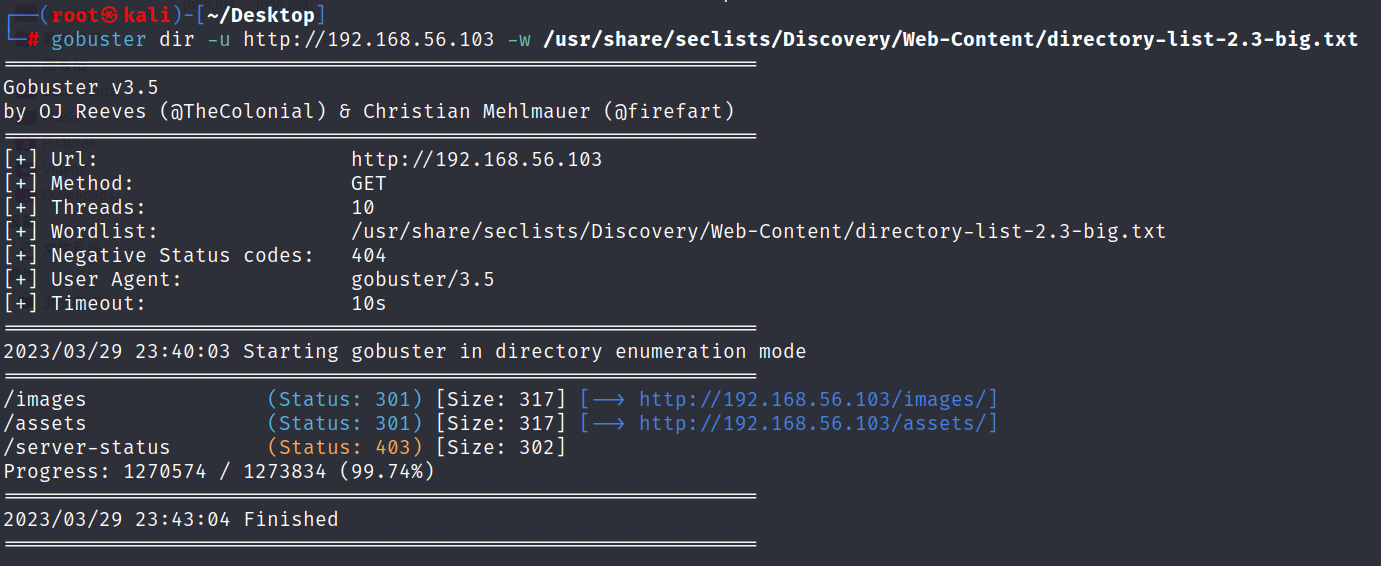 ┌──(root㉿kali)-[~/Desktop]
└─# gobuster dir -u http://192.168.56.103 -w /usr/share/seclists/Discovery/Web-Content/directory-list-2.3-big.txt
===============================================================
Gobuster v3.5
by OJ Reeves (@TheColonial) & Christian Mehlmauer (@firefart)
===============================================================
[+] Url:                     http://192.168.56.103
[+] Method:                  GET
[+] Threads:                 10
[+] Wordlist:                /usr/share/seclists/Discovery/Web-Content/directory-list-2.3-big.txt
[+] Negative Status codes:   404
[+] User Agent:              gobuster/3.5
[+] Timeout:                 10s
===============================================================
2023/03/29 23:40:03 Starting gobuster in directory enumeration mode
===============================================================
/images               (Status: 301) [Size: 317] [--> http://192.168.56.103/images/]
/assets               (Status: 301) [Size: 317] [--> http://192.168.56.103/assets/]
/server-status        (Status: 403) [Size: 302]
Progress: 1270574 / 1273834 (99.74%)
===============================================================
2023/03/29 23:43:04 Finished
===============================================================